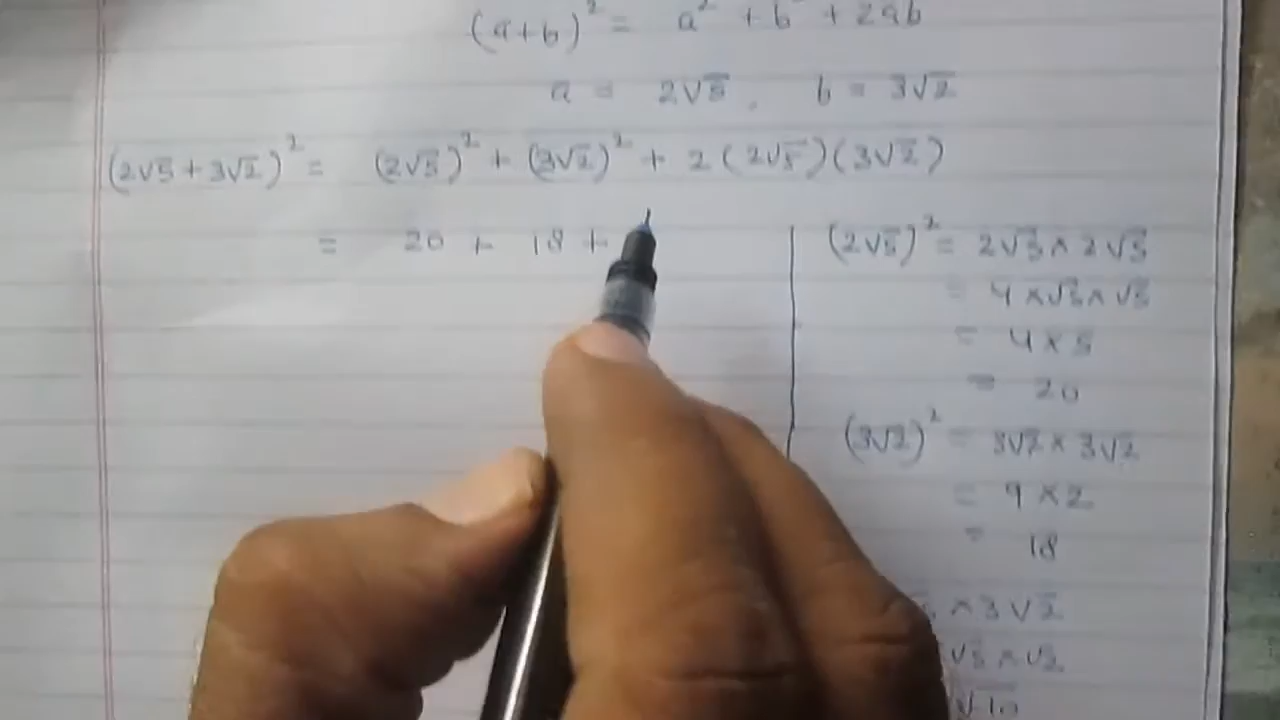 (a+b)² = a² + b + 2ab
a = 2√5, b = 3√2
(2√5 + 3√2)² = (2√5)² + (3√2)² + 2(2√5)(3√2)
= 20 + 18 +
(2√5)² = 2√5 × 2√5
= 4 × √5 × √5
= 4 × 5
= 20
(3√2)² = 3√2 × 3√2
= 9 × 2
= 18
× 3√2
√5 × √2
√10